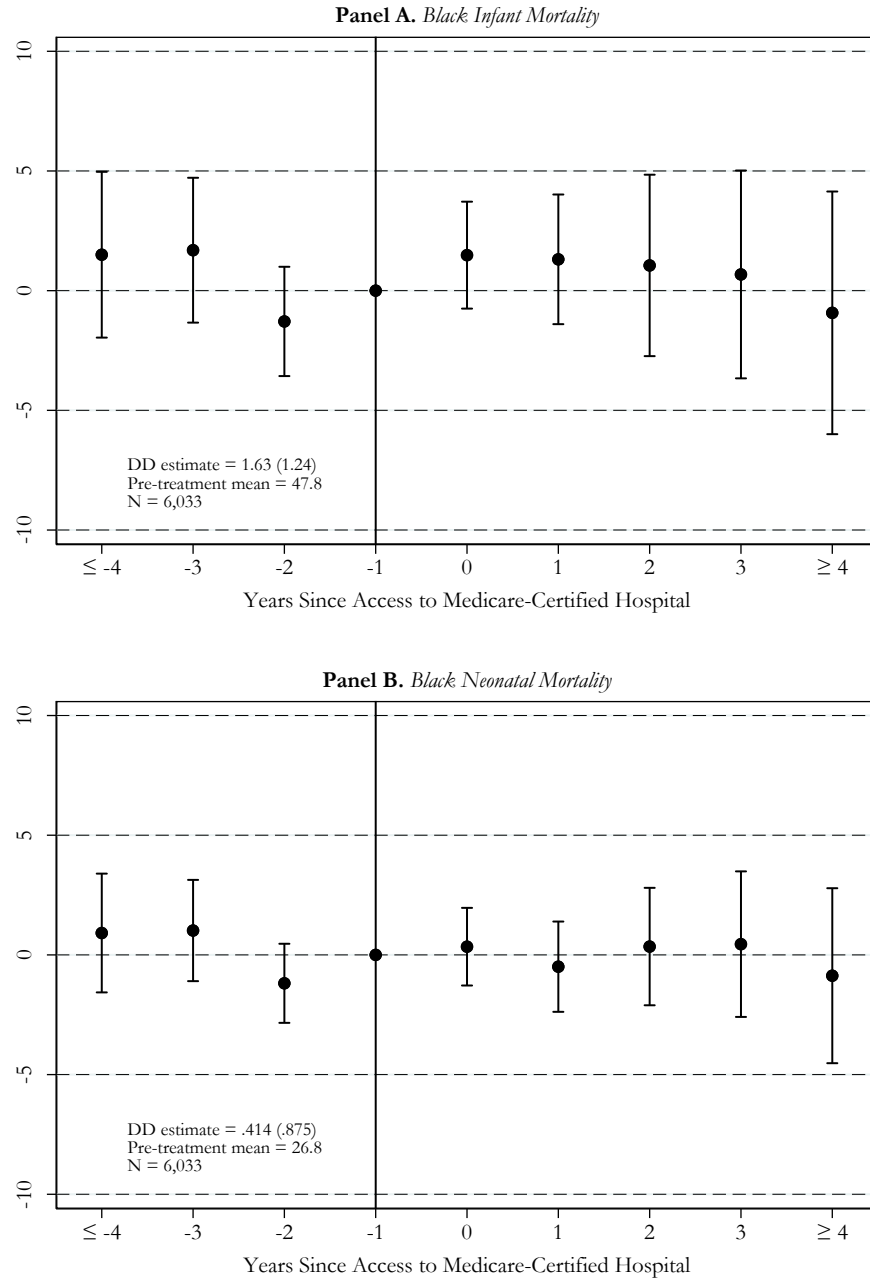 Panel A. Black Infant Mortality
10
5
0
-5
-10
DD estimate = 1.63 (1.24)
Pre-treatment mean = 47.8
N = 6,033
≤ -4 -3 -2 -1 0 1 2 3 ≥ 4
Years Since Access to Medicare-Certified Hospital
Panel B. Black Neonatal Mortality
10
5
0
-5
-10
DD estimate = .414 (.875)
Pre-treatment mean = 26.8
N = 6,033
≤ -4 -3 -2 -1 0 1 2 3 ≥ 4
Years Since Access to Medicare-Certified Hospital